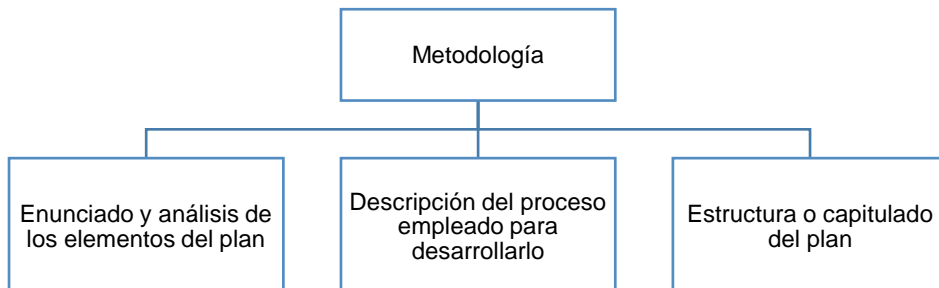 Metodología
Enunciado y análisis de
los elementos del plan
Descripción del proceso
empleado para
desarrollarlo
Estructura o capitulado
del plan